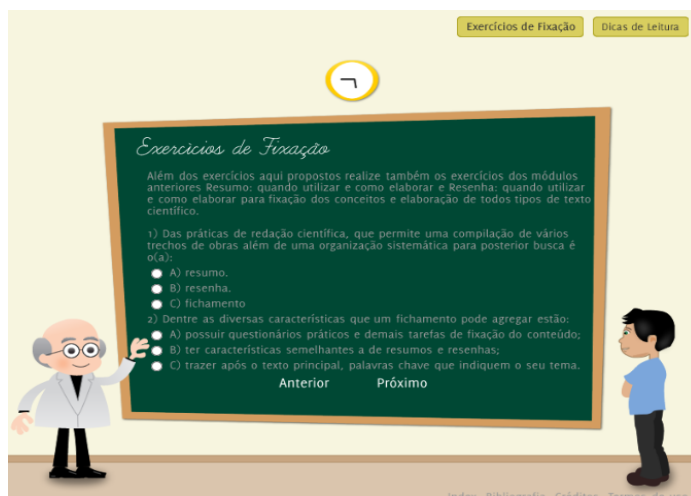 Exercícios de Fixação
Dicas de Leitura
Exercícios de Fixação
Além dos exercícios aqui propostos realize também os exercícios dos módulos
anteriores Resumo: quando utilizar e como elaborar e Resenha: quando utilizar
e como elaborar para fixação dos conceitos e elaboração de todos tipos de texto
científico.
1) Das práticas de redação científica, que permite uma compilação de vários
trechos de obras além de uma organização sistemática para posterior busca é
o(a):
A) resumo.
B) resenha.
C) fichamento
2) Dentre as diversas características que um fichamento pode agregar estão:
A) possuir questionários práticos e demais tarefas de fixação do conteúdo;
B) ter características semelhantes a de resumos e resenhas;
C) trazer após o texto principal, palavras chave que indiquem o seu tema.
Anterior Próximo
Index Bibliografia Créditos Termos de uso